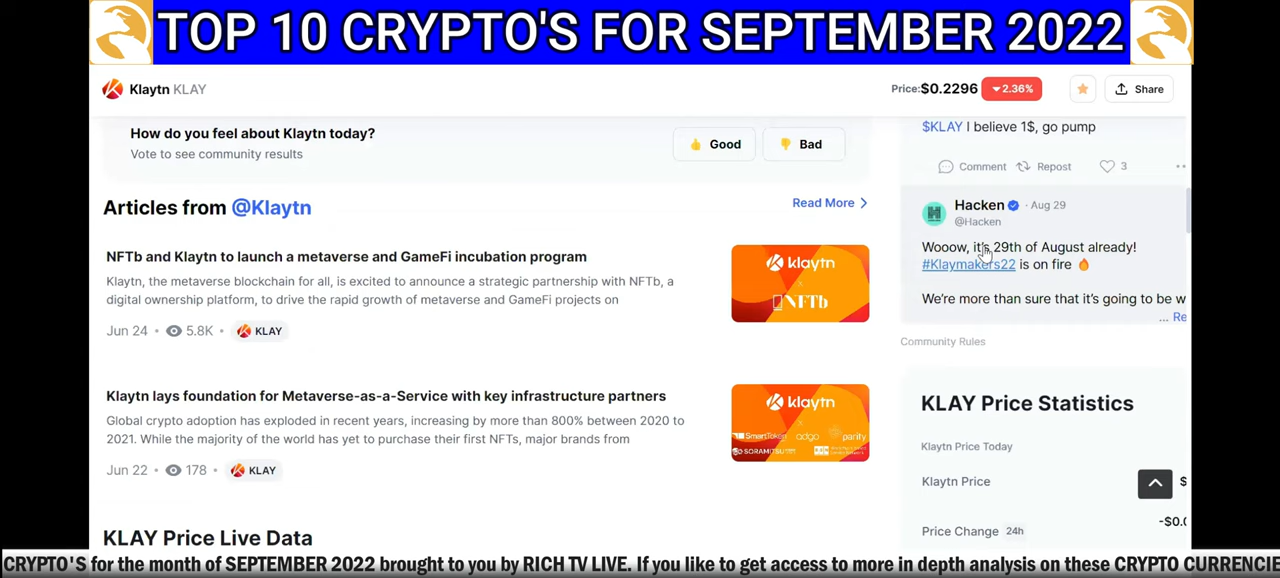 TOP 10 CRYPTO'S FOR SEPTEMBER 2022
Klaytn KLAY
Price:$0.2296
2.36%
Share
How do you feel about Klaytn today?
Vote to see community results
Good
Bad
Articles from @Klaytn
Read More
NFTb and Klaytn to launch a metaverse and GameFi incubation program
Klaytn, the metaverse blockchain for all, is excited to announce a strategic partnership with NFTb, a
digital ownership platform, to drive the rapid growth of metaverse and GameFi projects on
Jun 24 • 5.8K • KLAY
klaytn
NFTb
Klaytn lays foundation for Metaverse-as-a-Service with key infrastructure partners
Global crypto adoption has exploded in recent years, increasing by more than 800% between 2020 to
2021. While the majority of the world has yet to purchase their first NFTs, major brands from
Jun 22 • 178 • KLAY
klaytn
adqo
parity
SORAMITSU
KLAY Price Live Data
$KLAY I believe 1$, go pump
Comment
Repost
3
Hacken · Aug 29
@Hacken
Wooow, it's 29th of August already!
#Klaymakers22 is on fire
We're more than sure that it's going to be w
... Re
Community Rules
KLAY Price Statistics
Klaytn Price Today
Klaytn Price
$
Price Change 24h
-$0.0
CRYPTO'S for the month of SEPTEMBER 2022 brought to you by RICH TV LIVE. If you like to get access to more in depth analysis on these CRYPTO CURRENCIE